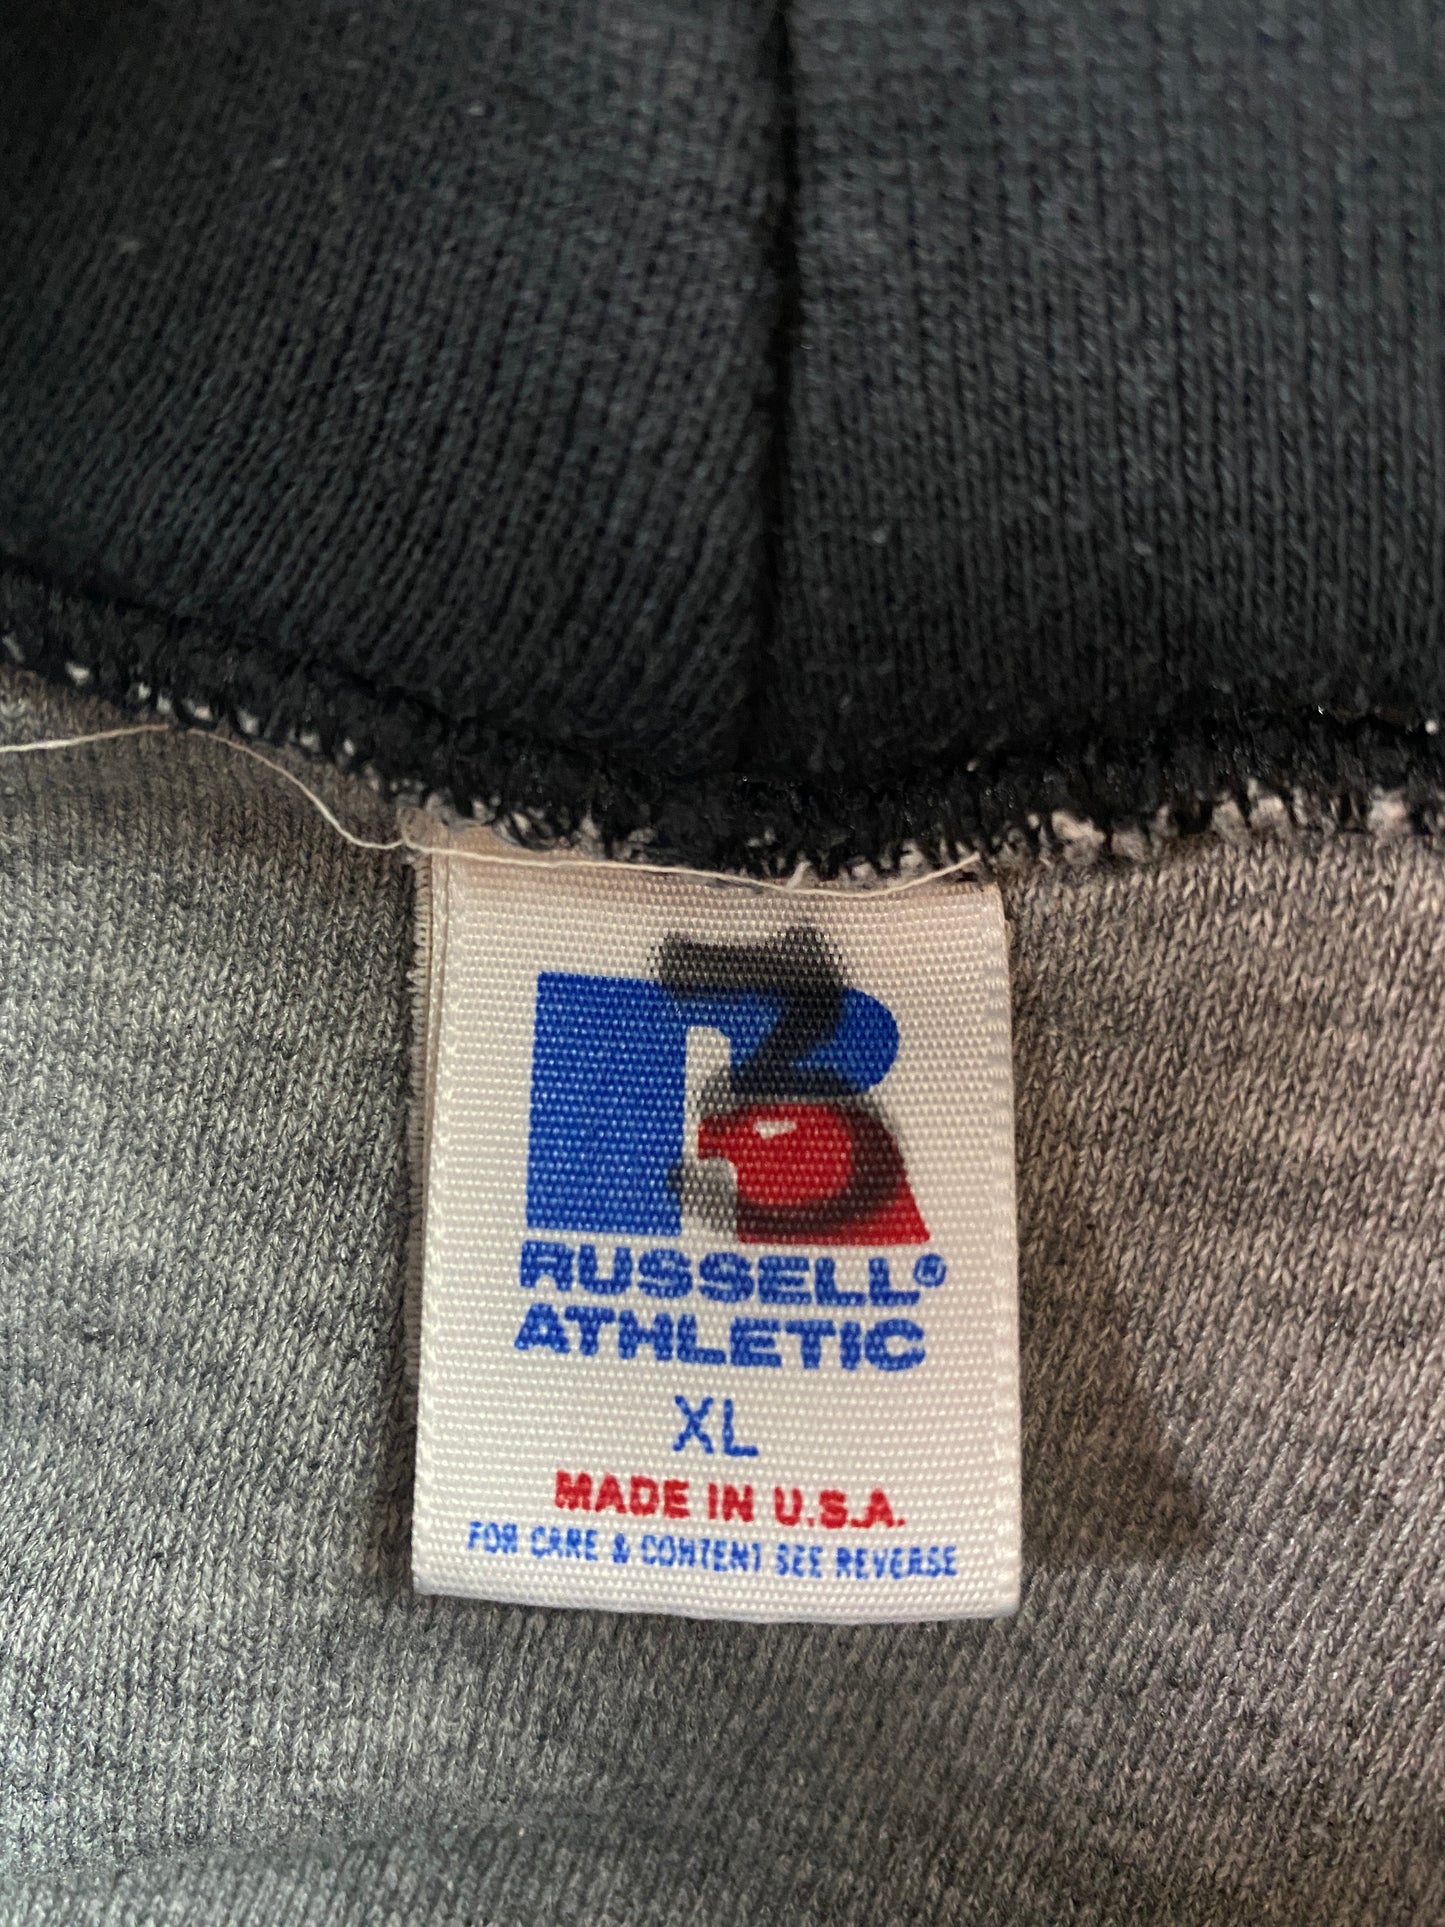 R
RUSSELL®
ATHLETIC
XL
MADE IN U.S.A.
FOR CARE & CONTENT SEE REVERSE